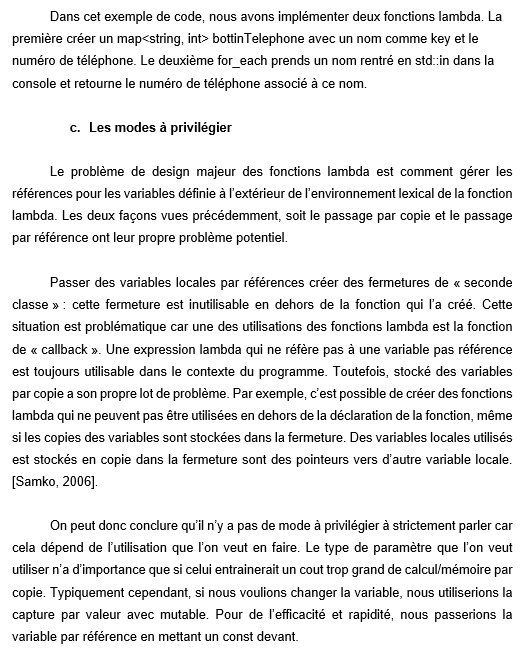 Dans cet exemple de code, nous avons implémenter deux fonctions lambda. La
première créer un map<string, int> bottinTelephone avec un nom comme key et le
numéro de téléphone. Le deuxième for_each prends un nom rentré en std::in dans la
console et retourne le numéro de téléphone associé à ce nom.
c. Les modes à privilégier
Le problème de design majeur des fonctions lambda est comment gérer les
références pour les variables définie à l'extérieur de l'environnement lexical de la fonction
lambda. Les deux façons vues précédemment, soit le passage par copie et le passage
par référence ont leur propre problème potentiel.
Passer des variables locales par références créer des fermetures de « seconde
classe » : cette fermeture est inutilisable en dehors de la fonction qui l'a créé. Cette
situation est problématique car une des utilisations des fonctions lambda est la fonction
de « callback ». Une expression lambda qui ne réfère pas à une variable pas référence
est toujours utilisable dans le contexte du programme. Toutefois, stocké des variables
par copie a son propre lot de problème. Par exemple, c'est possible de créer des fonctions
lambda qui ne peuvent pas être utilisées en dehors de la déclaration de la fonction, même
si les copies des variables sont stockées dans la fermeture. Des variables locales utilisés
est stockés en copie dans la fermeture sont des pointeurs vers d'autre variable locale.
[Samko, 2006].
On peut donc conclure qu'il n'y a pas de mode à privilégier à strictement parler car
cela dépend de l'utilisation que l'on veut en faire. Le type de paramètre que l'on veut
utiliser n'a d'importance que si celui entrainerait un cout trop grand de calcul/mémoire par
copie. Typiquement cependant, si nous voulions changer la variable, nous utiliserions la
capture par valeur avec mutable. Pour de l'efficacité et rapidité, nous passerions la
variable par référence en mettant un const devant.